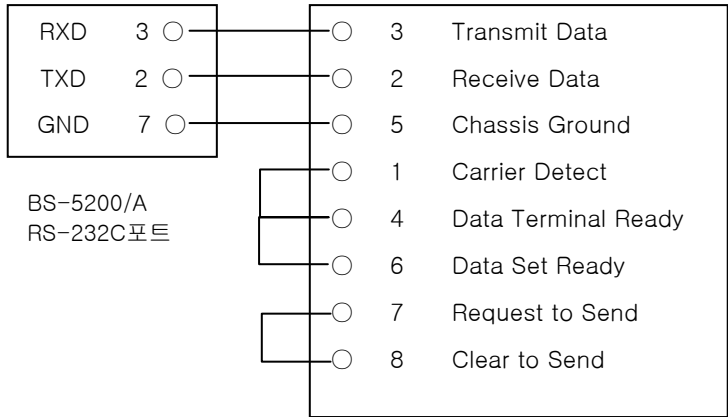 RXD 3 3 Transmit Data
TXD 2 2 Receive Data
GND 7 5 Chassis Ground
1 Carrier Detect
BS-5200/A
4 Data Terminal Ready
RS-232C포트
6 Data Set Ready
7 Request to Send
8 Clear to Send